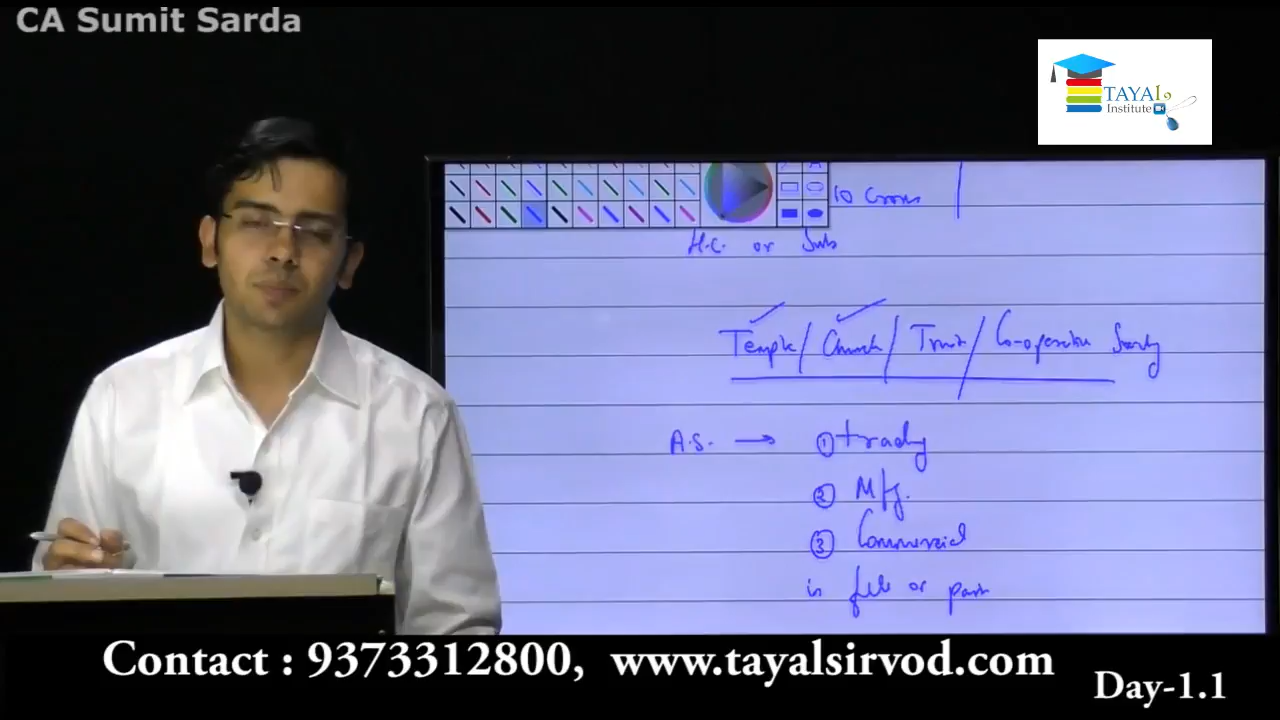 CA Sumit Sarda
TAYAls
Institute
10 Crores
H.C. or Sub
Temple / Church / Trust / Co-operative Society
A.S. → ① trading
② Mfg.
③ Commercial
in full or part
Contact : 9373312800, www.tayalsirvod.com
Day-1.1